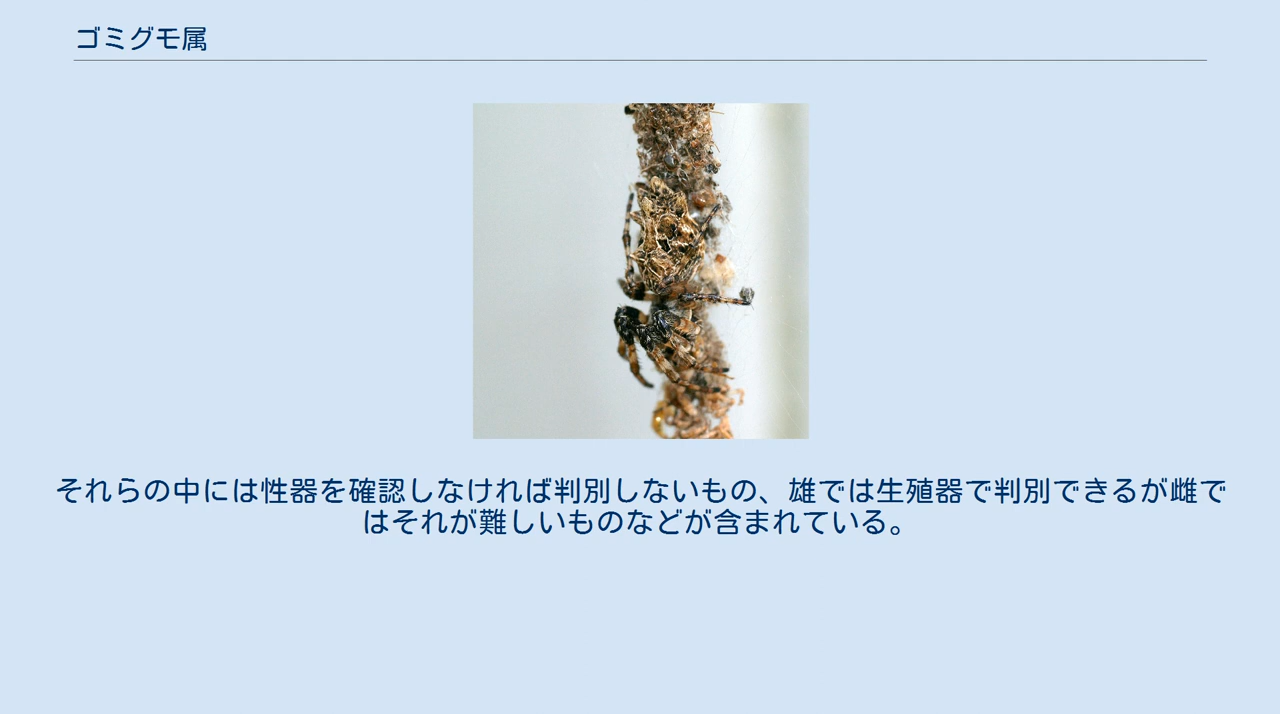 ゴミグモ属
それらの中には性器を確認しなければ判別しないもの、雄では生殖器で判別できるが雌で
はそれが難しいものなどが含まれている。